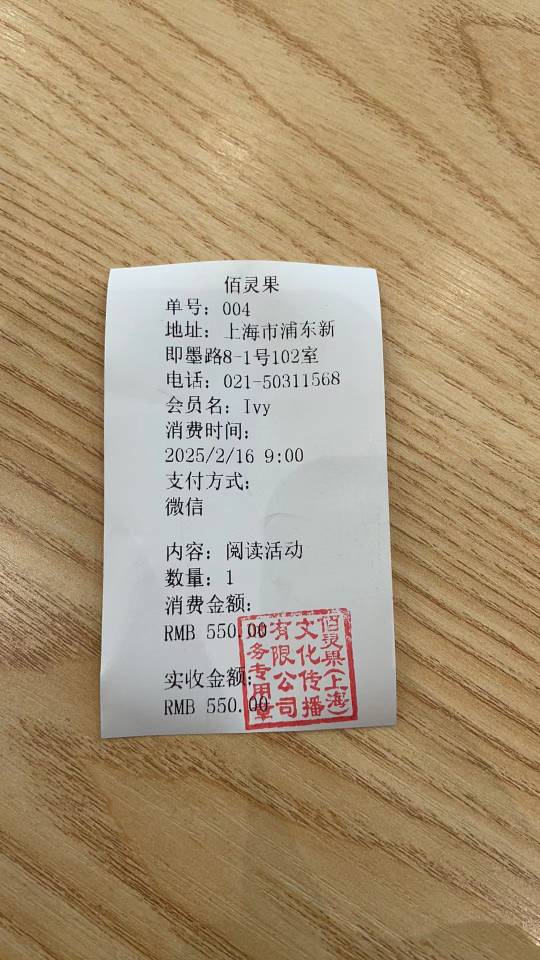 佰灵果
单号：004
地址：上海市浦东新
即墨路8-1号102室
电话：021-50311568
会员名：Ivy
消费时间：
2025/2/16 9:00
支付方式：
微信
内容：阅读活动
数量：1
消费金额：
RMB 550.00
实收金额：
RMB 550.00
佰灵果(上海)
文化传播
有限公司
财务专用章